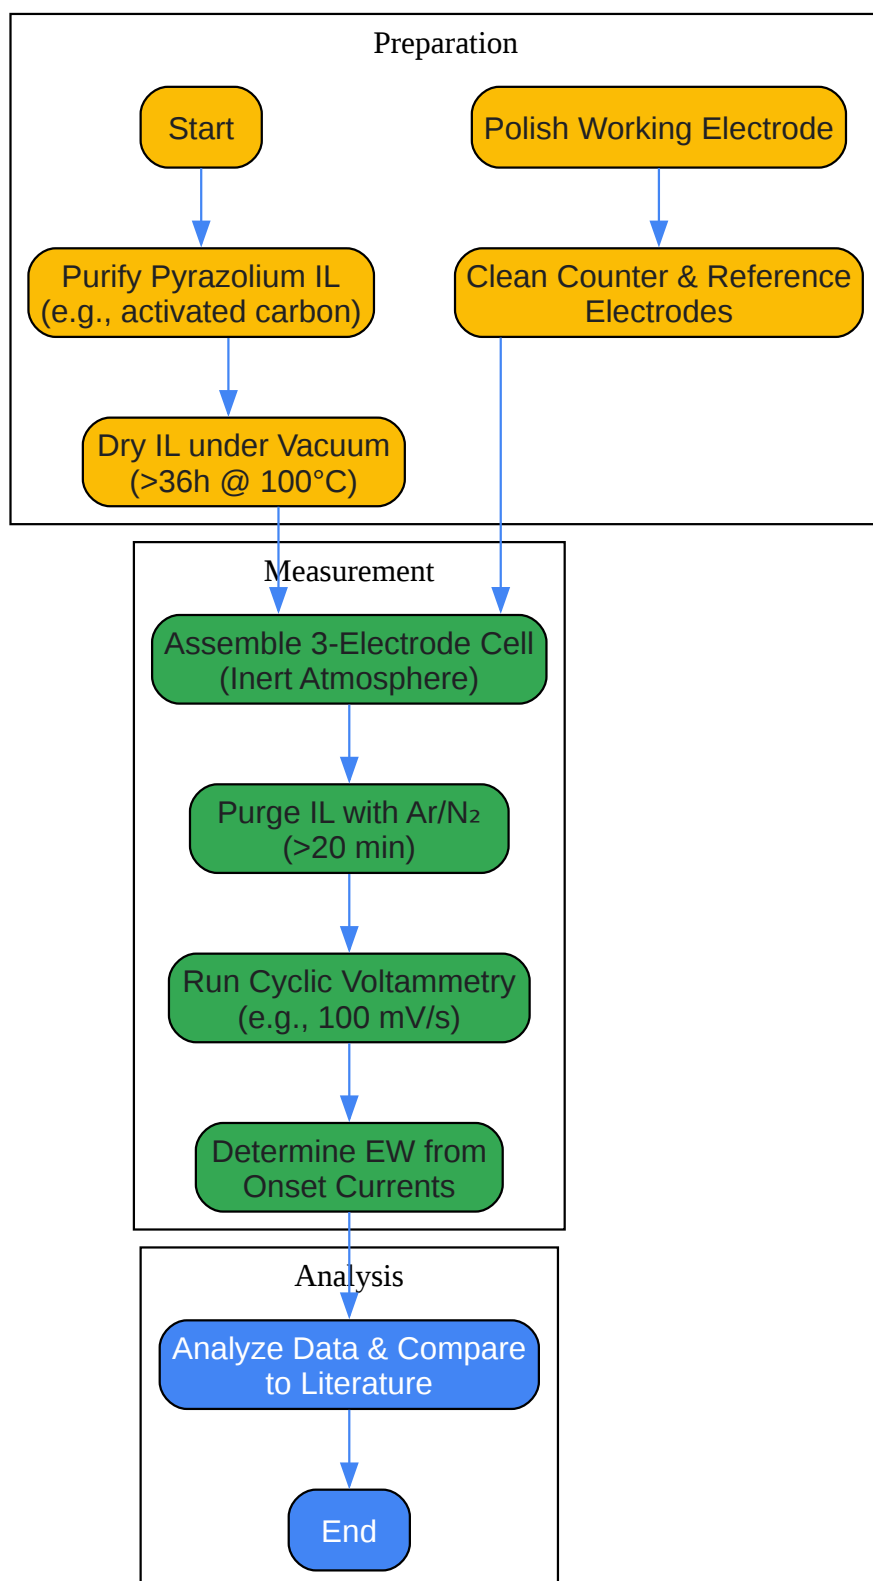 Preparation
Start
Polish Working Electrode
Purify Pyrazolium IL
(e.g., activated carbon)
Clean Counter & Reference
Electrodes
Dry IL under Vacuum
(>36h @ 100°C)
Measurement
Assemble 3-Electrode Cell
(Inert Atmosphere)
Purge IL with Ar/N₂
(>20 min)
Run Cyclic Voltammetry
(e.g., 100 mV/s)
Determine EW from
Onset Currents
Analysis
Analyze Data & Compare
to Literature
End